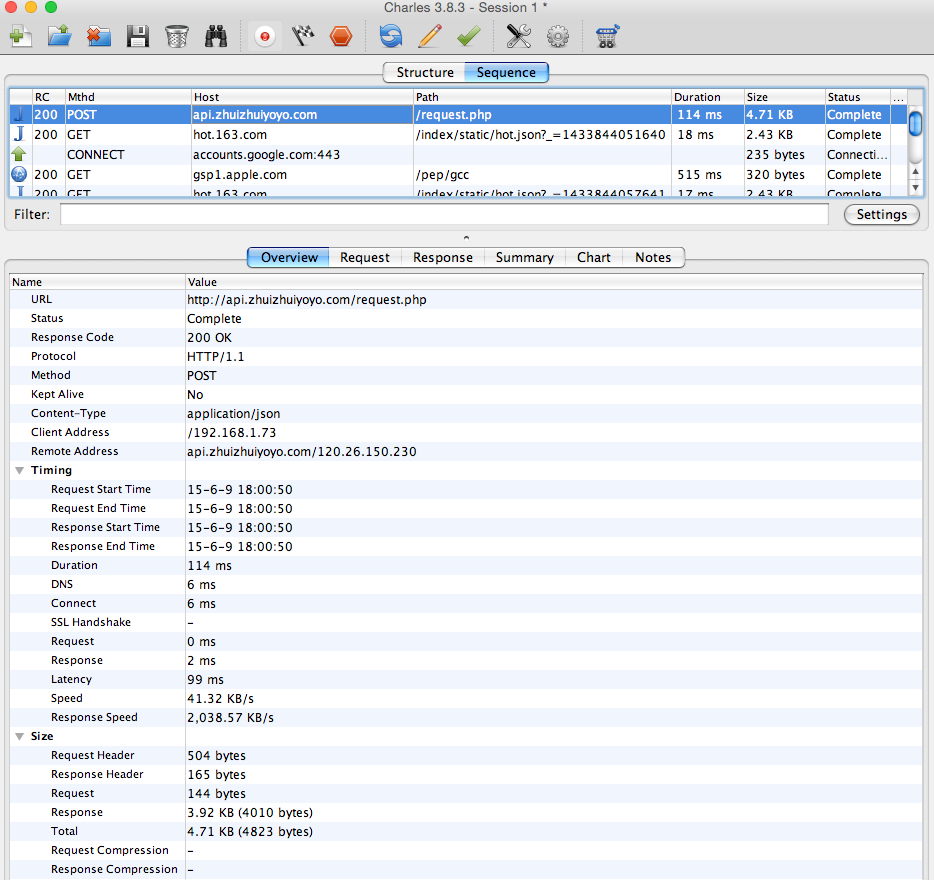 Charles 3.8.3 - Session 1 *
Structure Sequence
RC Mthd Host Path Duration Size Status ...
200 POST api.zhuizhuiyoyo.com /request.php 114 ms 4.71 KB Complete
200 GET hot.163.com /index/static/hot.json?_=1433844051640 18 ms 2.43 KB Complete
CONNECT accounts.google.com:443 235 bytes Connecti...
200 GET gsp1.apple.com /pep/gcc 515 ms 320 bytes Complete
200 GET hot.163.com /index/static/hot.json?_=1433844057641 17 ms 2.43 KB Complete
Filter: Settings
Overview Request Response Summary Chart Notes
Name Value
URL http://api.zhuizhuiyoyo.com/request.php
Status Complete
Response Code 200 OK
Protocol HTTP/1.1
Method POST
Kept Alive No
Content-Type application/json
Client Address /192.168.1.73
Remote Address api.zhuizhuiyoyo.com/120.26.150.230
Timing
Request Start Time 15-6-9 18:00:50
Request End Time 15-6-9 18:00:50
Response Start Time 15-6-9 18:00:50
Response End Time 15-6-9 18:00:50
Duration 114 ms
DNS 6 ms
Connect 6 ms
SSL Handshake -
Request 0 ms
Response 2 ms
Latency 99 ms
Speed 41.32 KB/s
Response Speed 2,038.57 KB/s
Size
Request Header 504 bytes
Response Header 165 bytes
Request 144 bytes
Response 3.92 KB (4010 bytes)
Total 4.71 KB (4823 bytes)
Request Compression -
Response Compression -